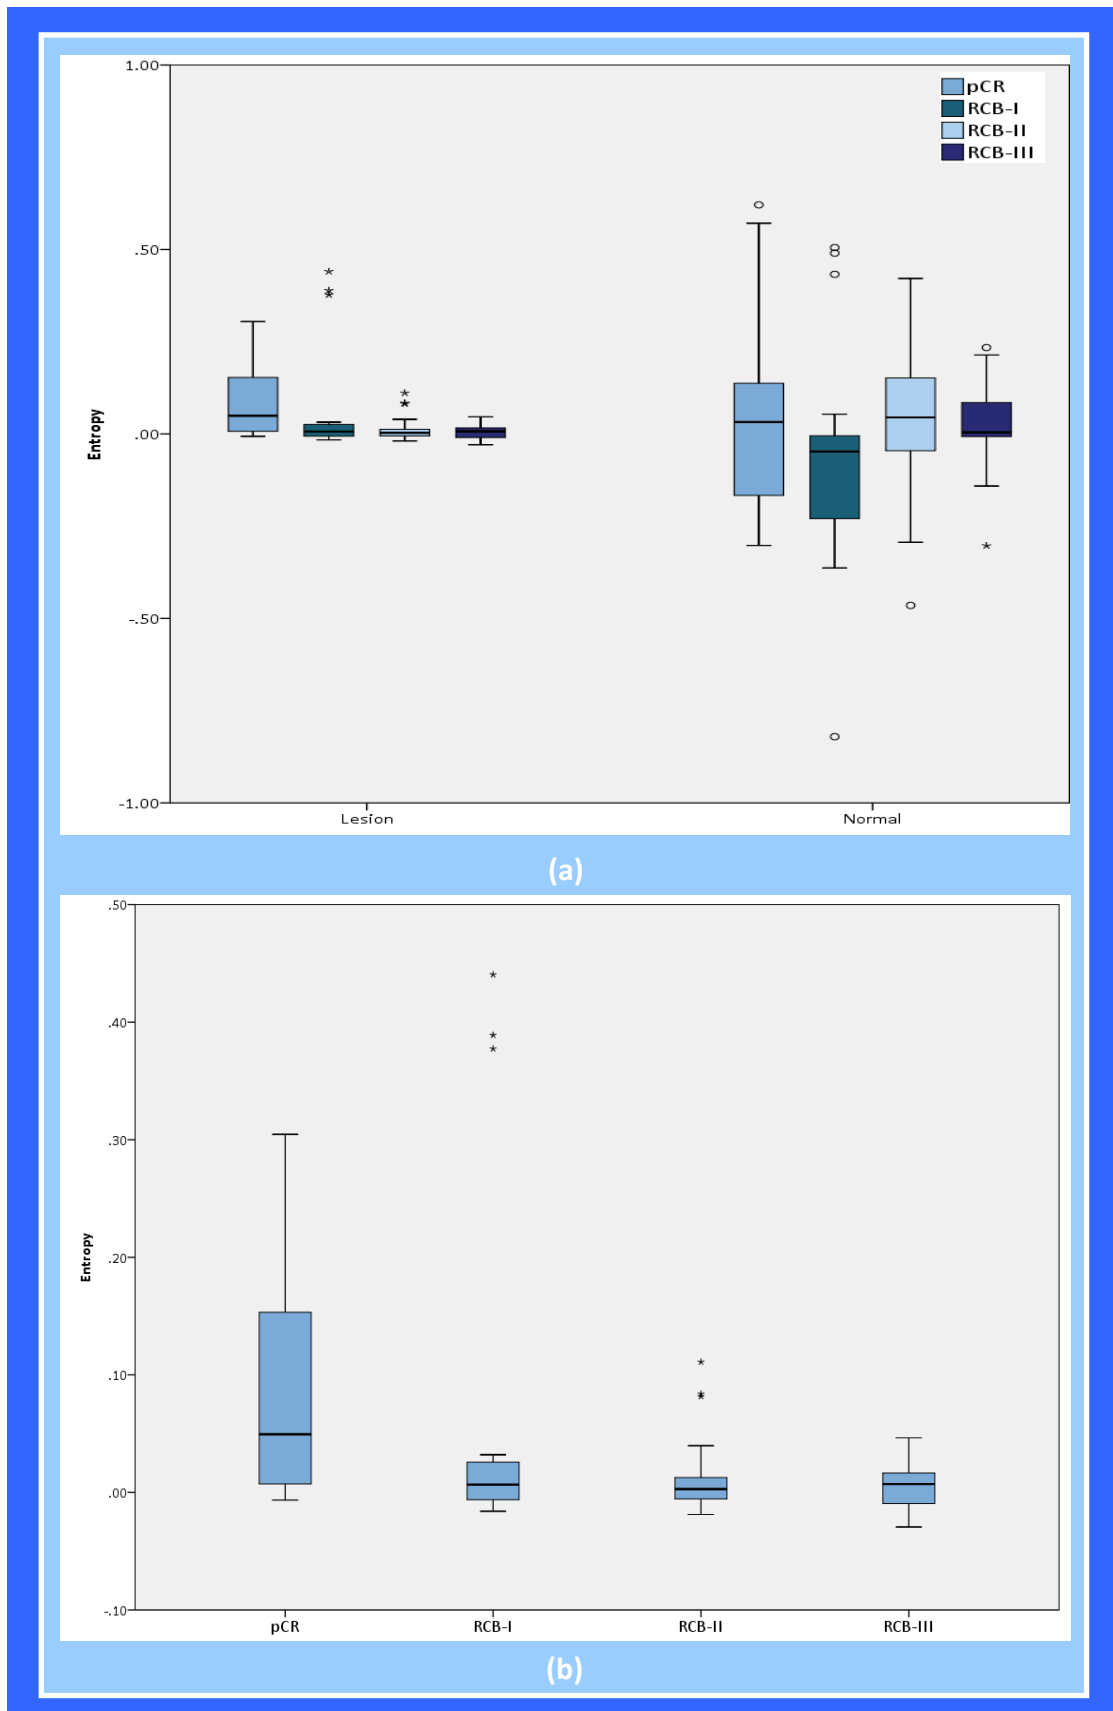 1.00
pCR
RCB-I
RCB-II
RCB-III
.50
Entropy
.00
-.50
-1.00
Lesion Normal
(a)
.50
.40
.30
Entropy
.20
.10
.00
-.10
pCR RCB-I RCB-II RCB-III
(b)